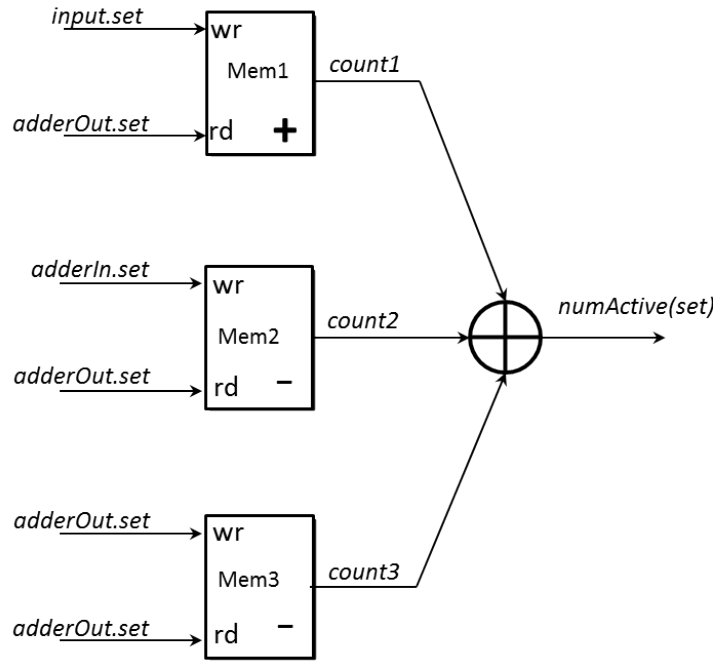 input.set
wr
Mem1
count1
adderOut.set
rd
+
adderIn.set
wr
Mem2
count2
numActive(set)
adderOut.set
rd
–
adderOut.set
wr
Mem3
count3
adderOut.set
rd
–